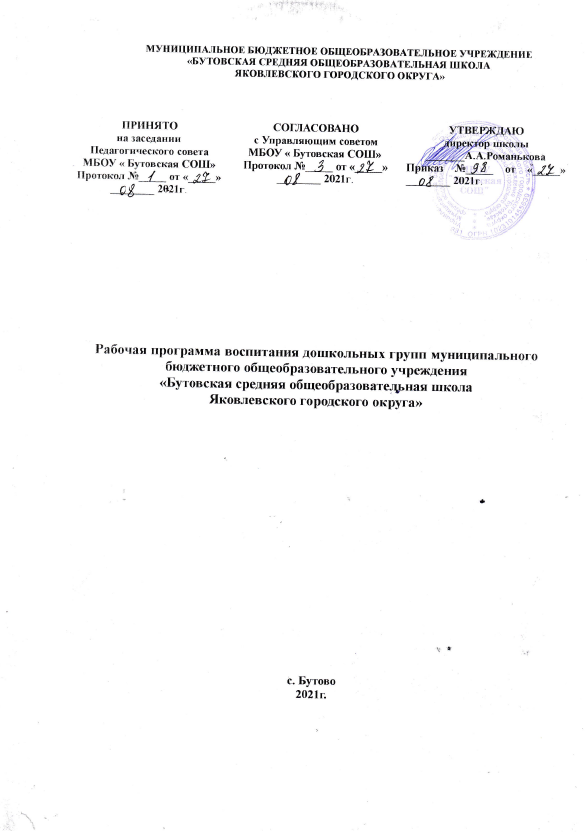 МУНИЦИПАЛЬНОЕ БЮДЖЕТНОЕ ОБЩЕОБРАЗОВАТЕЛЬНОЕ УЧРЕЖДЕНИЕ
«БУТОВСКАЯ СРЕДНЯЯ ОБЩЕОБРАЗОВАТЕЛЬНАЯ ШКОЛА
ЯКОВЛЕВСКОГО ГОРОДСКОГО ОКРУГА»
ПРИНЯТО
на заседании
Педагогического совета
МБОУ « Бутовская СОШ»
Протокол № 1 от « 27 »
08 2021г.
СОГЛАСОВАНО
с Управляющим советом
МБОУ « Бутовская СОШ»
Протокол № 3 от « 27 »
08 2021г.
УТВЕРЖДАЮ
директор школы
А.А.Романькова
Приказ № 98 от « 27 »
08 2021г.
Рабочая программа воспитания дошкольных групп муниципального
бюджетного общеобразовательного учреждения
«Бутовская средняя общеобразовательная школа
Яковлевского городского округа»
с. Бутово
2021г.